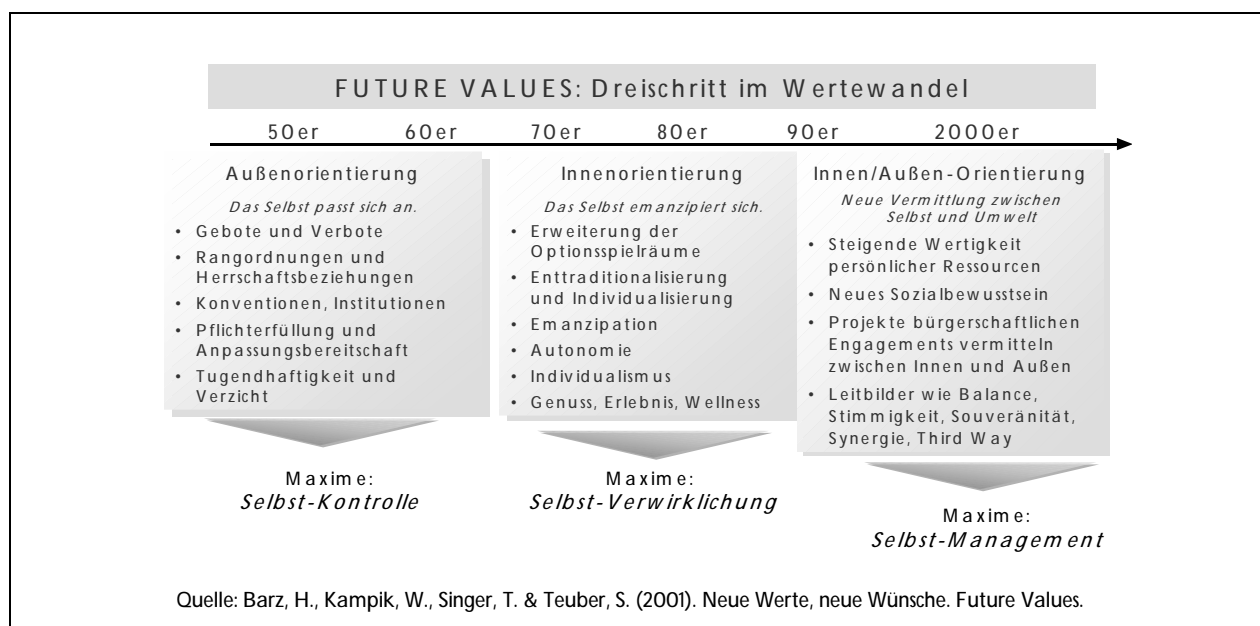 FUTURE VALUES: Dreischritt im Wertewandel
50er 60er 70er 80er 90er 2000er
Außenorientierung
Das Selbst passt sich an.
• Gebote und Verbote
• Rangordnungen und
Herrschaftsbeziehungen
• Konventionen, Institutionen
• Pflichterfüllung und
Anpassungsbereitschaft
• Tugendhaftigkeit und
Verzicht
Maxime:
Selbst-Kontrolle
Innenorientierung
Das Selbst emanzipiert sich.
• Erweiterung der
Optionsspielräume
• Enttraditionalisierung
und Individualisierung
• Emanzipation
• Autonomie
• Individualismus
• Genuss, Erlebnis, Wellness
Maxime:
Selbst-Verwirklichung
Innen/Außen-Orientierung
Neue Vermittlung zwischen
Selbst und Umwelt
• Steigende Wertigkeit
persönlicher Ressourcen
• Neues Sozialbewusstsein
• Projekte bürgerschaftlichen
Engagements vermitteln
zwischen Innen und Außen
• Leitbilder wie Balance,
Stimmigkeit, Souveränität,
Synergie, Third Way
Maxime:
Selbst-Management
Quelle: Barz, H., Kampik, W., Singer, T. & Teuber, S. (2001). Neue Werte, neue Wünsche. Future Values.